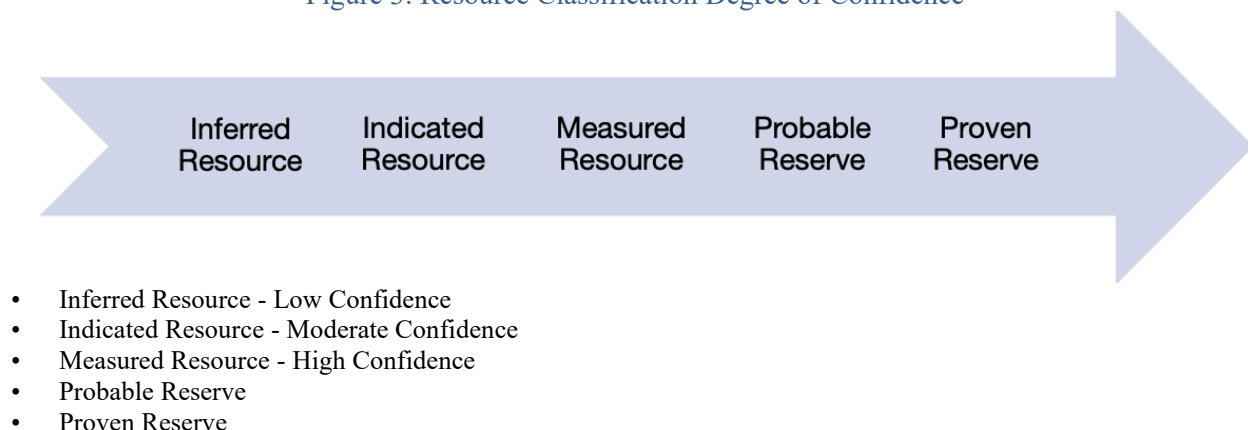 Figure 3: Resource Classification Degree of Confidence
Inferred Resource
Indicated Resource
Measured Resource
Probable Reserve
Proven Reserve
• Inferred Resource - Low Confidence
• Indicated Resource - Moderate Confidence
• Measured Resource - High Confidence
• Probable Reserve
• Proven Reserve